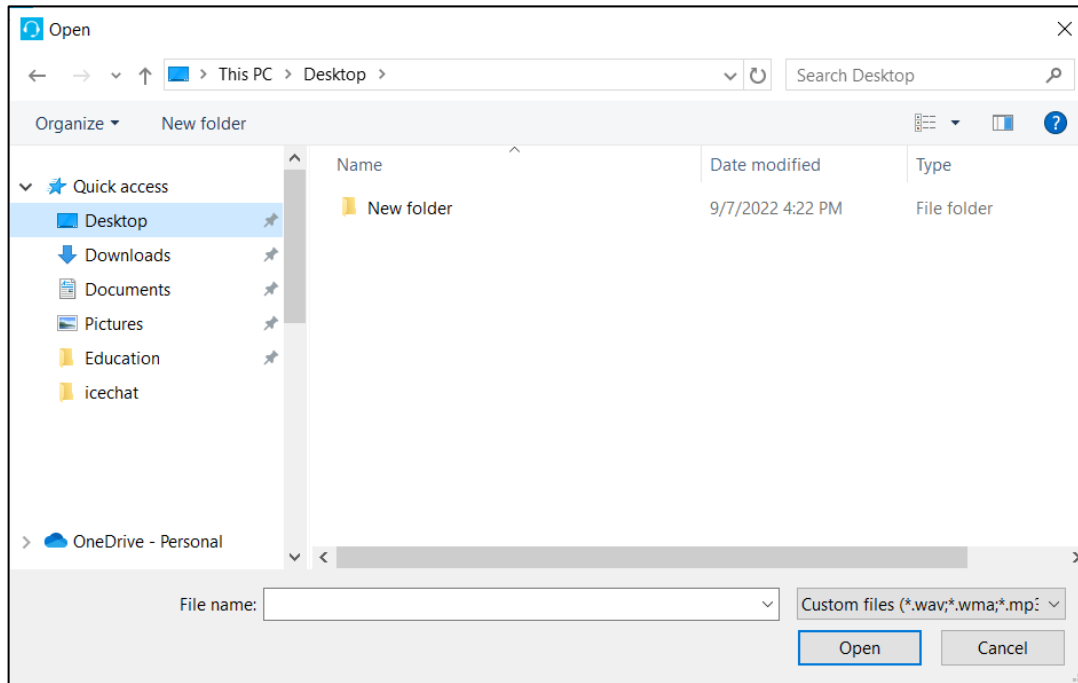 Open
This PC > Desktop >
Search Desktop
Organize
New folder
?
Name
Date modified
Type
Quick access
New folder
9/7/2022 4:22 PM
File folder
Desktop
Downloads
Documents
Pictures
Education
icechat
OneDrive - Personal
File name:
Custom files (*.wav;*.wma;*.mp3
Open
Cancel